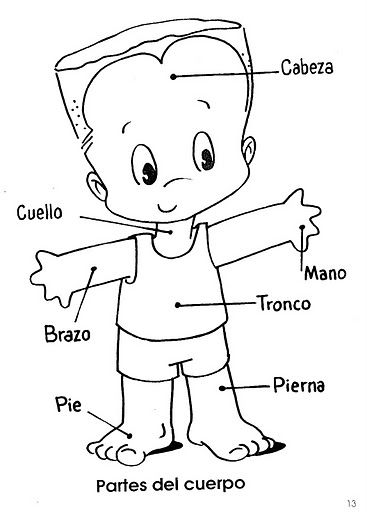 Cabeza
Cuello
Mano
Tronco
Brazo
Pierna
Pie
Partes del cuerpo
13